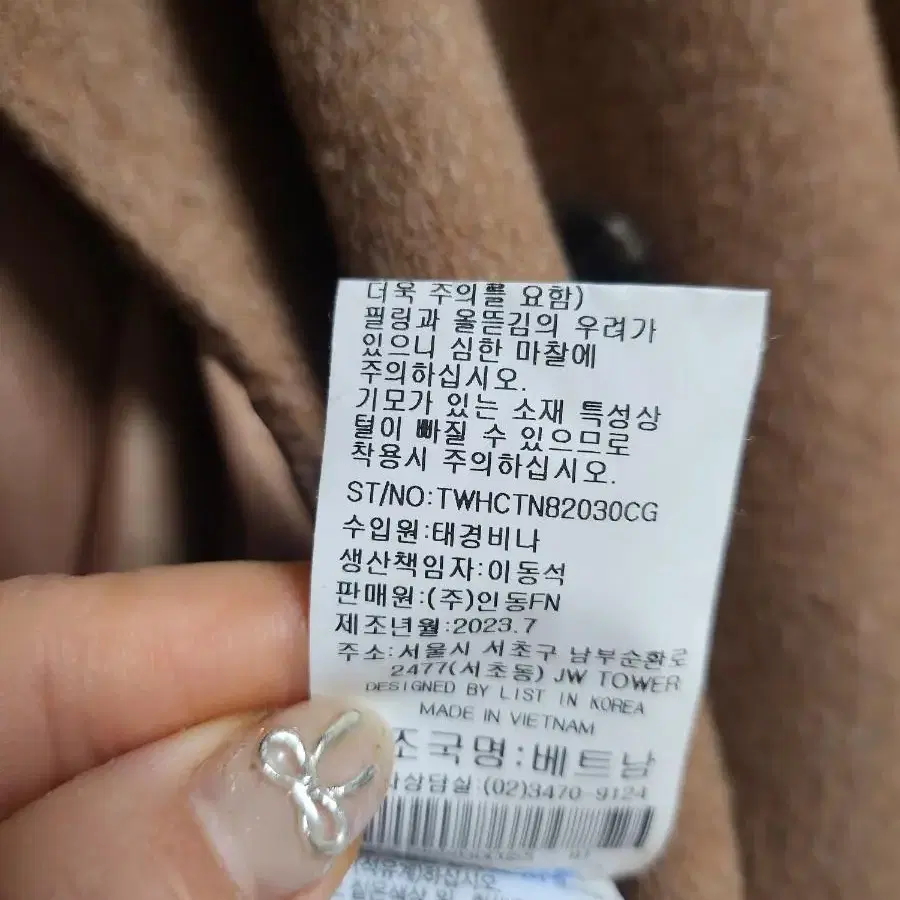 더욱 주의를 요함)
필링과 올뜯김의 우려가
있으니 심한 마찰에
주의하십시오.
기모가 있는 소재 특성상
털이 빠질 수 있으므로
착용시 주의하십시오.
ST/NO:TWHCTN82030CG
수입원:태경비나
생산책임자:이동석
판매원:(주)인동FN
제조년월:2023.7
주소:서울시 서초구 남부순환로
2477(서초동) JW TOWER
DESIGNED BY LIST IN KOREA
MADE IN VIETNAM
조국명:베트남
상담실:(02)3470-9124